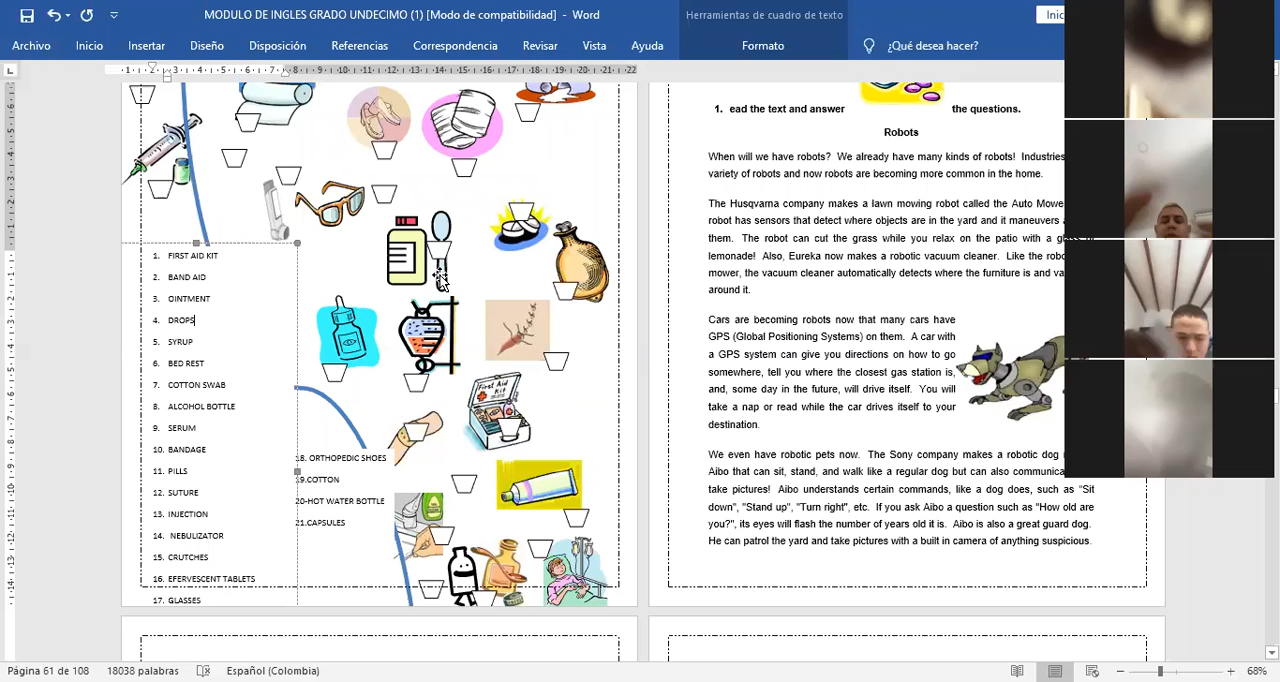 MODULO DE INGLES GRADO UNDECIMO (1) [Modo de compatibilidad] - Word
Herramientas de cuadro de texto
Inic
Archivo Inicio Insertar Diseño Disposición Referencias Correspondencia Revisar Vista Ayuda Formato ¿Qué desea hacer?
1. FIRST AID KIT
2. BAND AID
3. OINTMENT
4. DROPS
5. SYRUP
6. BED REST
7. COTTON SWAB
8. ALCOHOL BOTTLE
9. SERUM
10. BANDAGE
11. PILLS
12. SUTURE
13. INJECTION
14. NEBULIZATOR
15. CRUTCHES
16. EFERVESCENT TABLETS
17. GLASSES
18. ORTHOPEDIC SHOES
19.COTTON
20-HOT WATER BOTTLE
21.CAPSULES
First Aid
Kit
1. ead the text and answer the questions.
Robots
When will we have robots? We already have many kinds of robots! Industries
variety of robots and now robots are becoming more common in the home.
The Husqvarna company makes a lawn mowing robot called the Auto Mowe
robot has sensors that detect where objects are in the yard and it maneuvers
them. The robot can cut the grass while you relax on the patio with a glass of
lemonade! Also, Eureka now makes a robotic vacuum cleaner. Like the robo
mower, the vacuum cleaner automatically detects where the furniture is and va
around it.
Cars are becoming robots now that many cars have
GPS (Global Positioning Systems) on them. A car with
a GPS system can give you directions on how to go
somewhere, tell you where the closest gas station is,
and, some day in the future, will drive itself. You will
take a nap or read while the car drives itself to your
destination.
We even have robotic pets now. The Sony company makes a robotic dog
Aibo that can sit, stand, and walk like a regular dog but can also communica
take pictures! Aibo understands certain commands, like a dog does, such as "Sit
down", "Stand up", "Turn right", etc. If you ask Aibo a question such as "How old are
you?", its eyes will flash the number of years old it is. Aibo is also a great guard dog.
He can patrol the yard and take pictures with a built in camera of anything suspicious.
Página 61 de 108 18038 palabras Español (Colombia) 68%